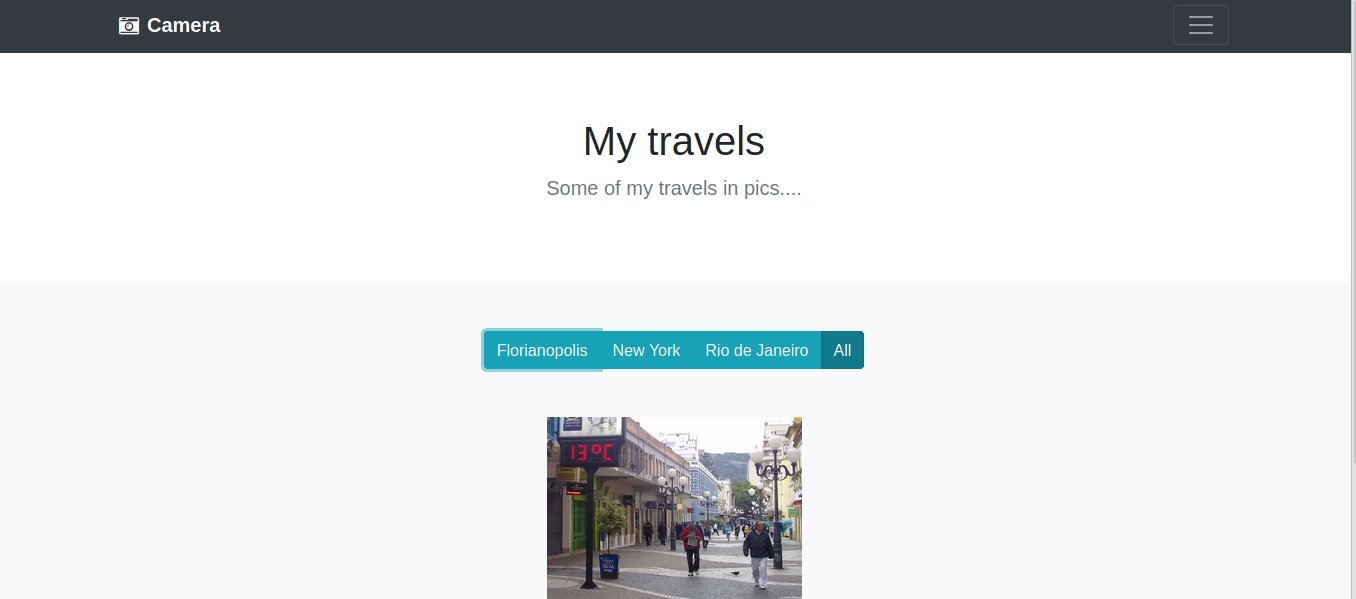 Camera
My travels
Some of my travels in pics....
Florianopolis New York Rio de Janeiro All
13°C